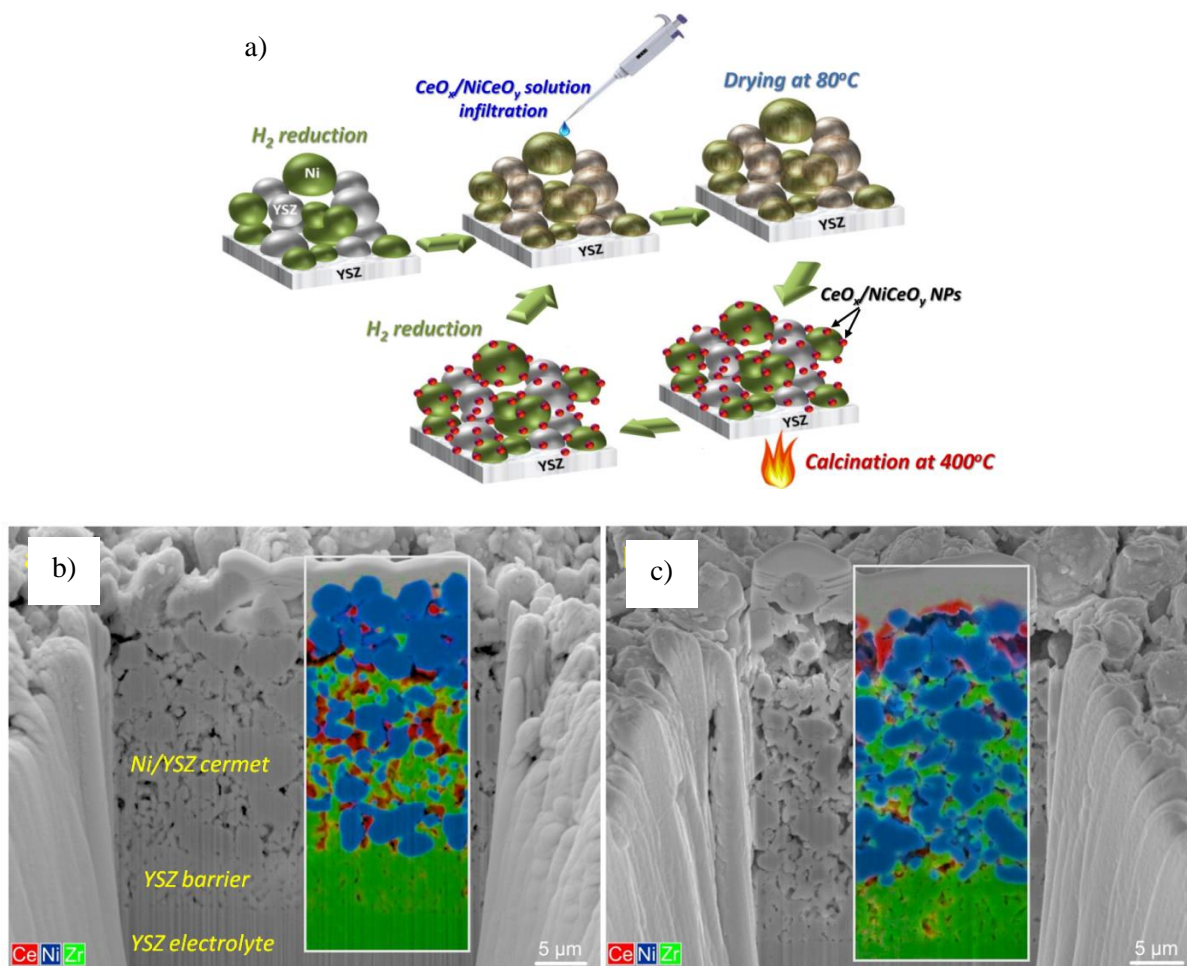 a)
CeOx/NiCeOy solution
infiltration
Drying at 80°C
H2 reduction
Ni
YSZ
YSZ
YSZ
YSZ
CeOx/NiCeOy NPs
H2 reduction
YSZ
YSZ
Calcination at 400°C
b)
c)
Ni/YSZ cermet
YSZ barrier
YSZ electrolyte
Ce Ni Zr
5 μm
Ce Ni Zr
5 μm